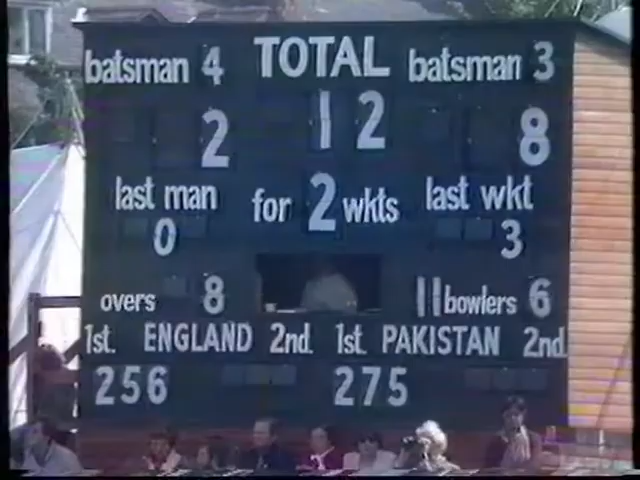 batsman 4 TOTAL batsman 3
2 12 8
last man for 2 wkts last wkt
0 3
overs 8 11 bowlers 6
1st. ENGLAND 2nd. 1st. PAKISTAN 2nd.
256 275